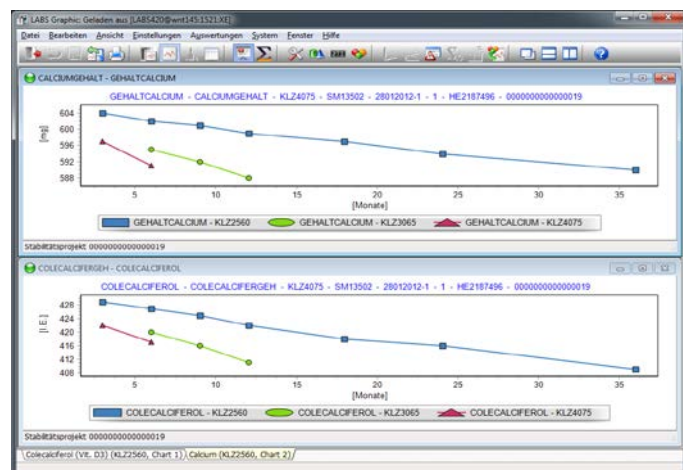 LABS Graphic: Geladen aus [LABS420@wnt145:1521:XE]
Datei Bearbeiten Ansicht Einstellungen Auswertungen System Fenster Hilfe
CALCIUMGEHALT - GEHALTCALCIUM
GEHALTCALCIUM - CALCIUMGEHALT - KLZ4075 - SM13502 - 28012012-1 - 1 - HE2187496 - 0000000000000019
604
600
596
592
588
[mg]
5 10 15 20 25 30 35
[Monate]
GEHALTCALCIUM - KLZ2560 GEHALTCALCIUM - KLZ3065 GEHALTCALCIUM - KLZ4075
Stabilitätsprojekt 0000000000000019
COLECALCIFERGEH - COLECALCIFEROL
COLECALCIFEROL - COLECALCIFERGEH - KLZ4075 - SM13502 - 28012012-1 - 1 - HE2187496 - 0000000000000019
428
424
420
416
412
408
[I.E.]
5 10 15 20 25 30 35
[Monate]
COLECALCIFEROL - KLZ2560 COLECALCIFEROL - KLZ3065 COLECALCIFEROL - KLZ4075
Stabilitätsprojekt 0000000000000019
Colecalciferol (Vit. D3) (KLZ2560, Chart 1) Calcium (KLZ2560, Chart 2)